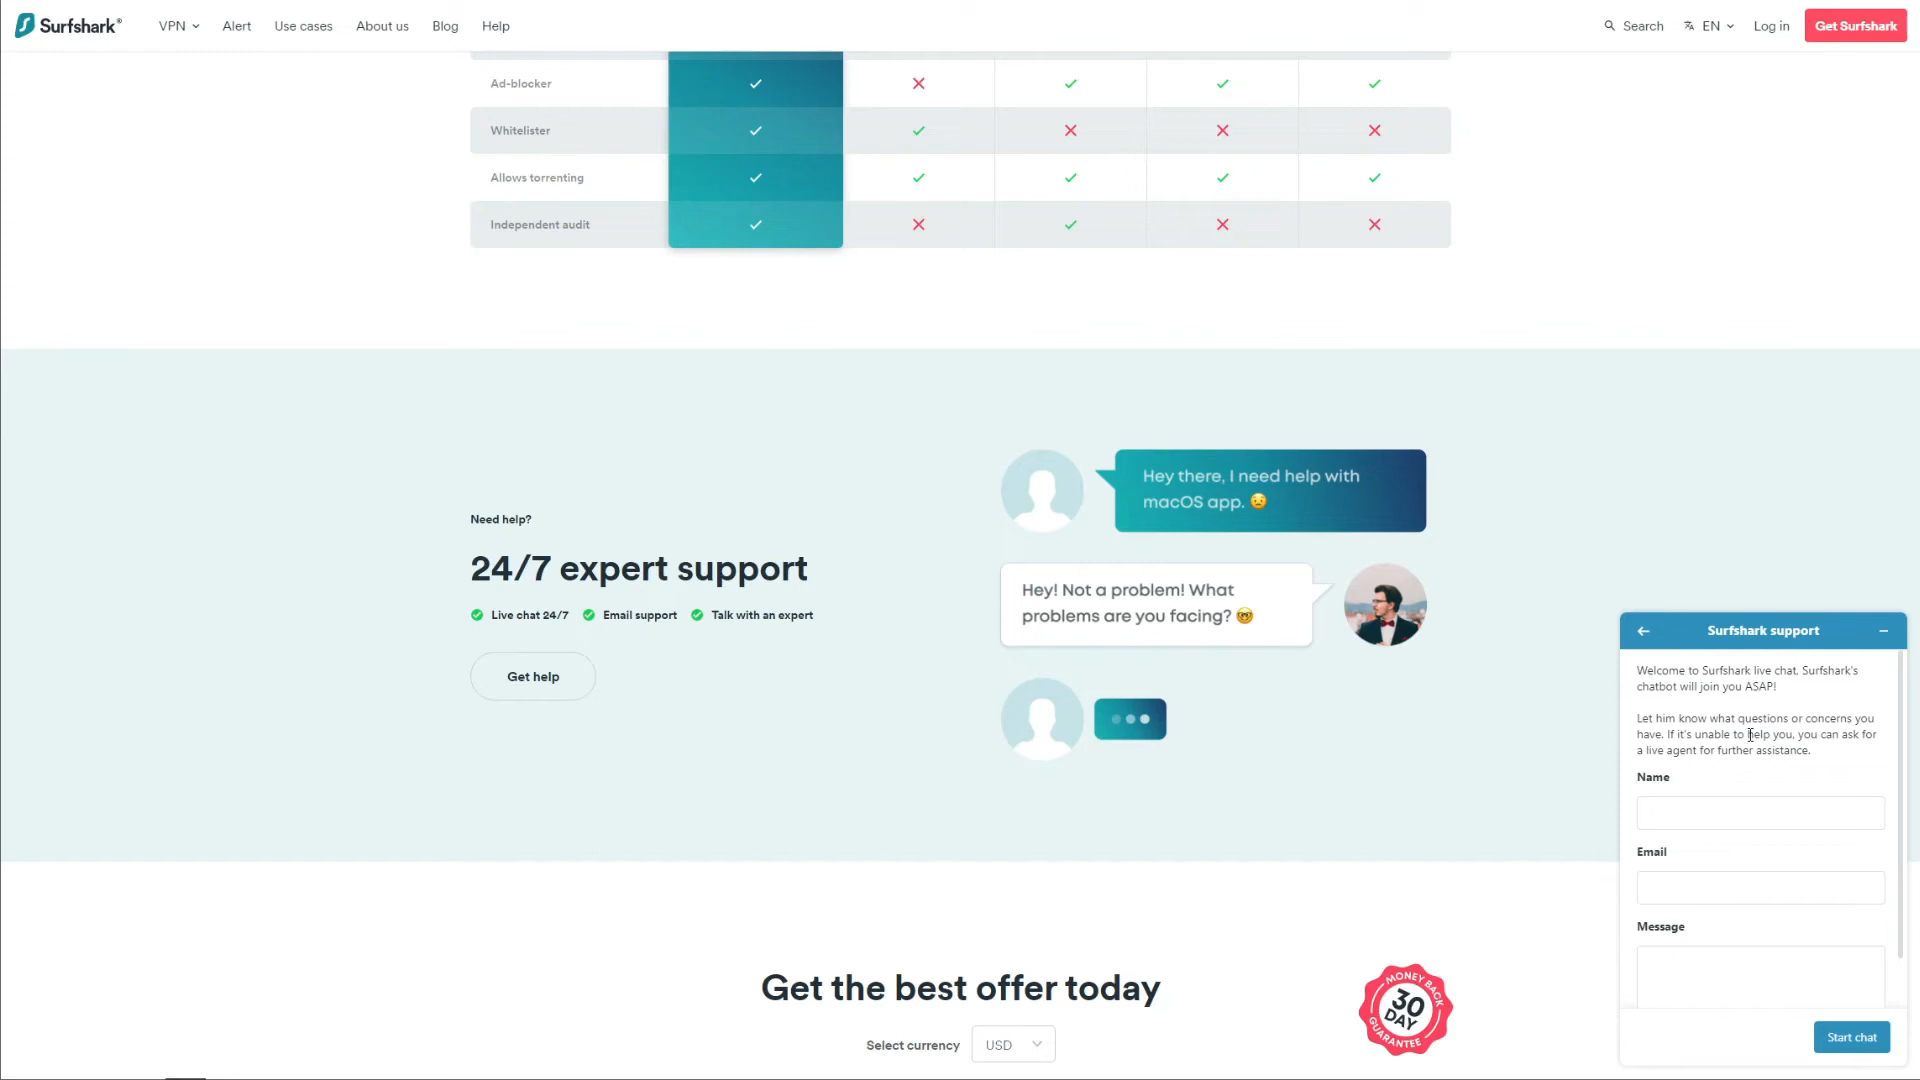 Surfshark®
VPN
Alert
Use cases
About us
Blog
Help
Search
EN
Log in
Get Surfshark
Ad-blocker
Whitelister
Allows torrenting
Independent audit
Need help?
24/7 expert support
Live chat 24/7
Email support
Talk with an expert
Get help
Hey there, I need help with
macOS app. 😟
Hey! Not a problem! What
problems are you facing? 🤓
Surfshark support
Welcome to Surfshark live chat, Surfshark's
chatbot will join you ASAP!
Let him know what questions or concerns you
have. If it's unable to help you, you can ask for
a live agent for further assistance.
Name
Email
Message
Start chat
Get the best offer today
Select currency
USD
MONEY BACK
30
DAY
GUARANTEE